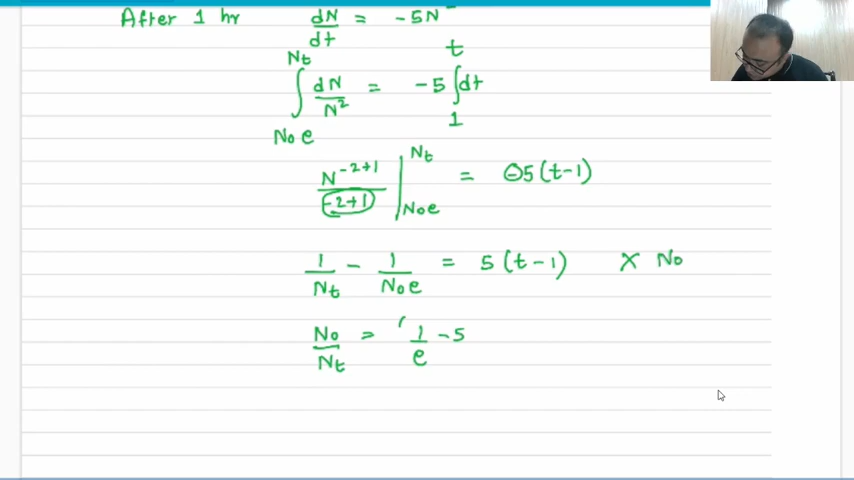 After 1 hr dN/dt = -5N
∫ from N₀e to Nt dN/N² = -5 ∫ from 1 to t dt
N^(-2+1)/(-2+1) | from N₀e to Nt = -5(t-1)
1/Nt - 1/N₀e = 5(t-1) × N₀
N₀/Nt = 1/e -5